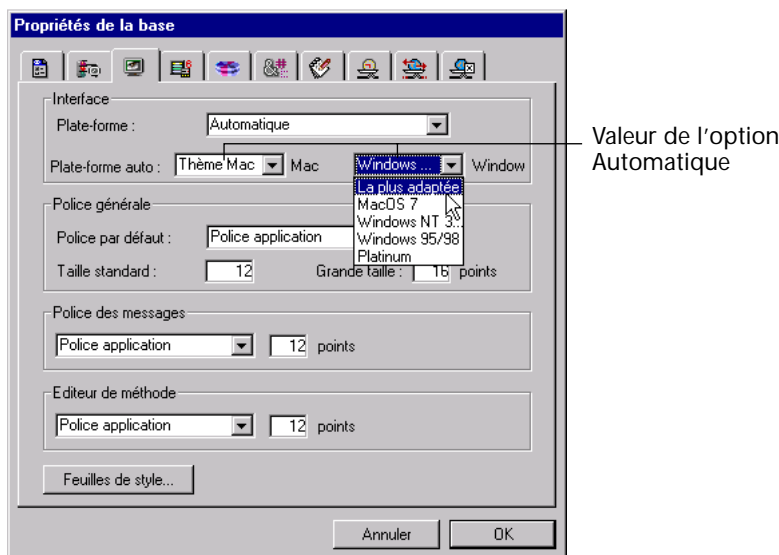 Propriétés de la base
Interface
Plate-forme : Automatique
Plate-forme auto : Thème Mac Mac Windows ... Window
La plus adaptée
MacOS 7
Windows NT 3...
Windows 95/98
Platinum
Valeur de l'option
Automatique
Police générale
Police par défaut : Police application
Taille standard : 12 Grande taille : 16 points
Police des messages
Police application 12 points
Editeur de méthode
Police application 12 points
Feuilles de style...
Annuler OK